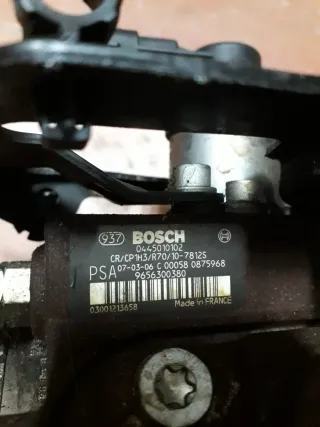 937 BOSCH
0445010102
CR/CP1H3/R70/10-7812S
PSA 07-03-06 C 00058 0875968
9656300380
03001213658 Made in FRANCE